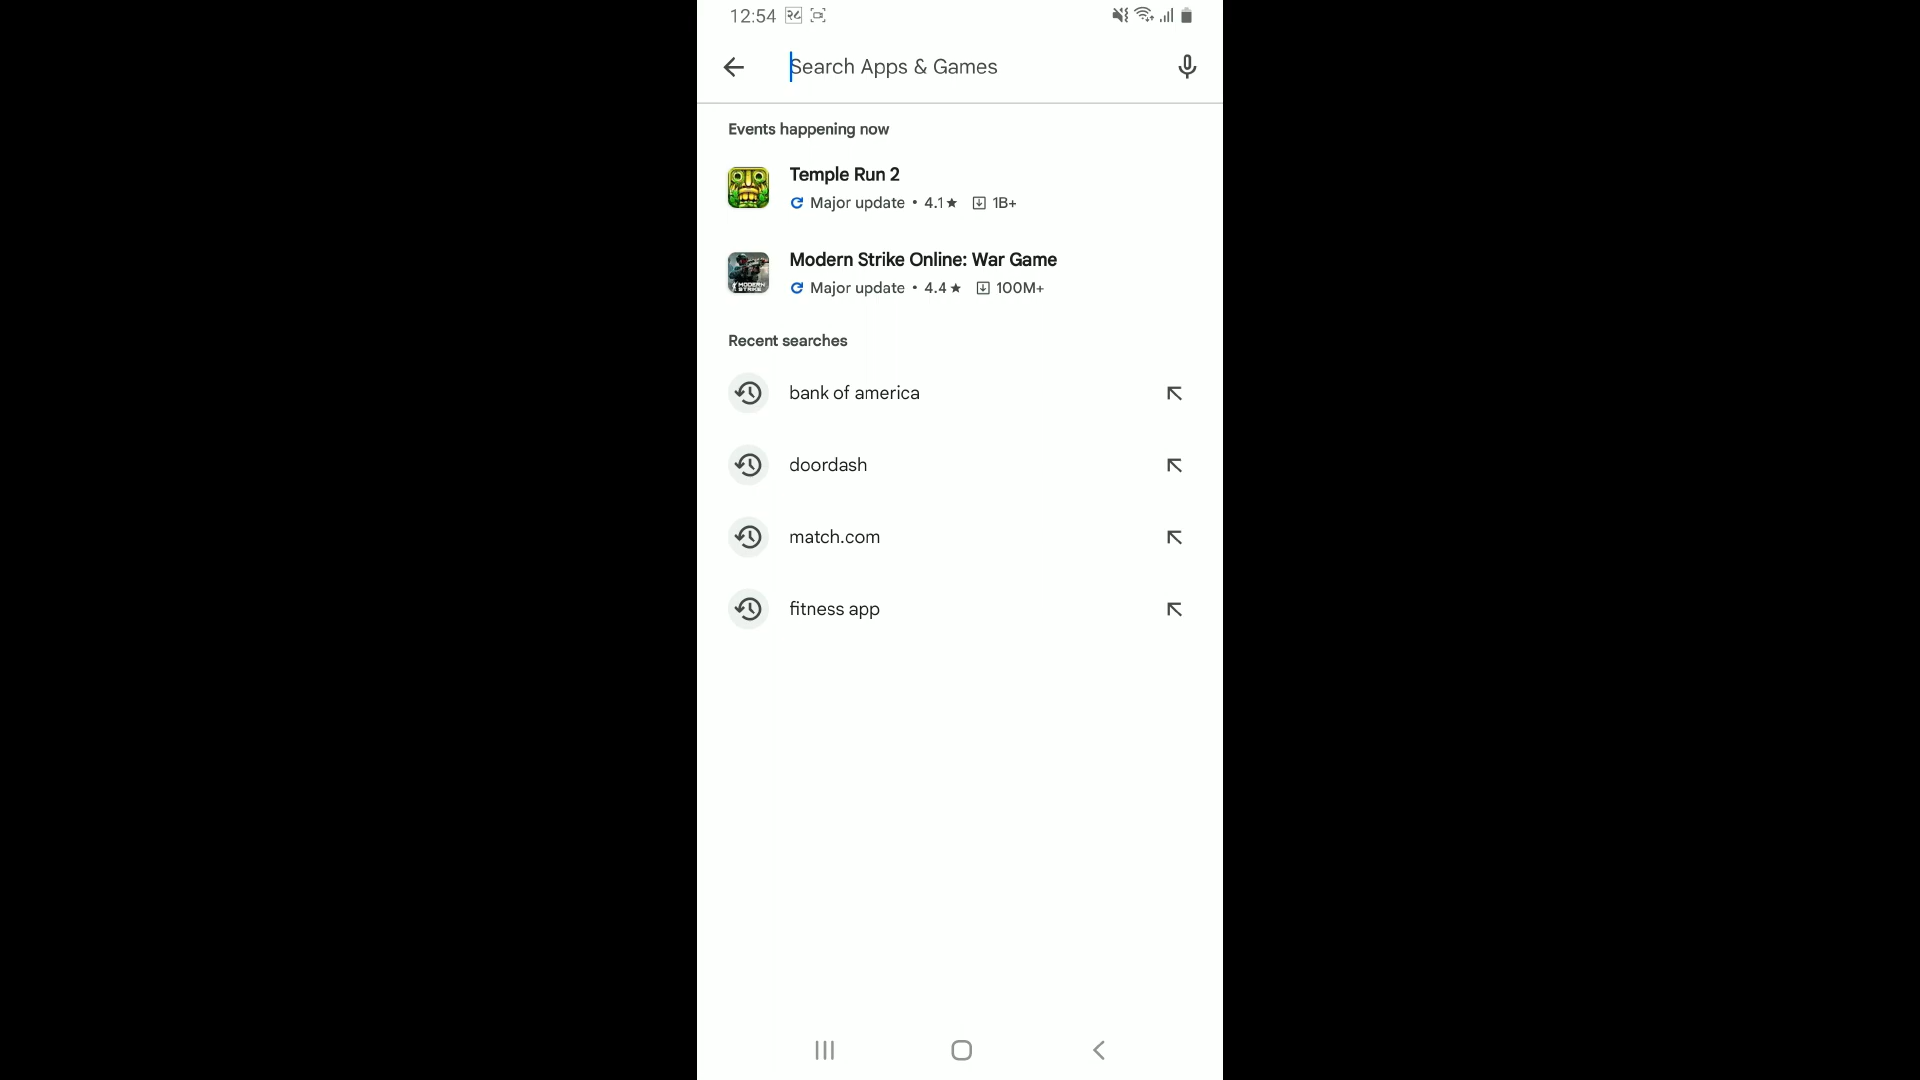 12:54
Search Apps & Games
Events happening now
Temple Run 2
Major update • 4.1★ 1B+
Modern Strike Online: War Game
Major update • 4.4★ 100M+
Recent searches
bank of america
doordash
match.com
fitness app